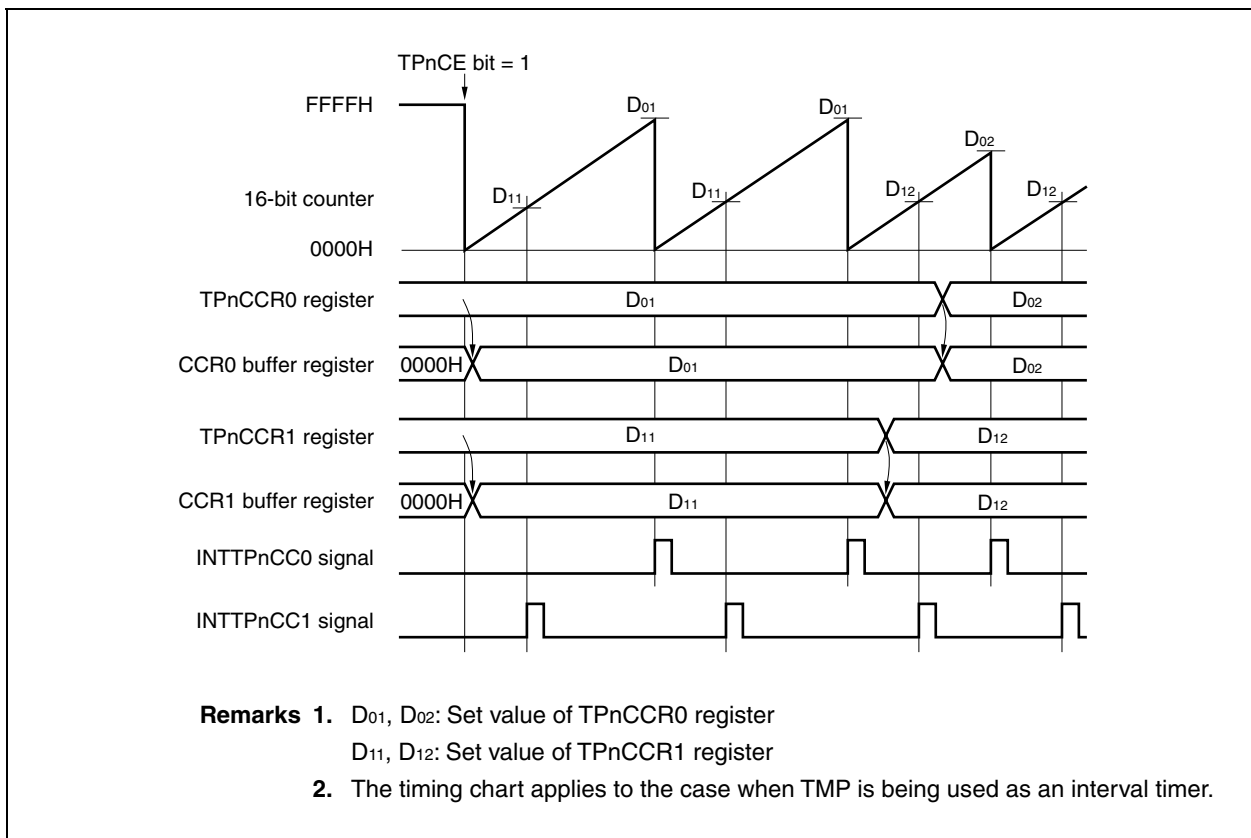 TPnCE bit = 1
FFFFH
D01 D01 D02
16-bit counter D11 D11 D12 D12
0000H
TPnCCR0 register D01 D02
CCR0 buffer register 0000H D01 D02
TPnCCR1 register D11 D12
CCR1 buffer register 0000H D11 D12
INTTPnCC0 signal
INTTPnCC1 signal
Remarks 1. D01, D02: Set value of TPnCCR0 register
D11, D12: Set value of TPnCCR1 register
2. The timing chart applies to the case when TMP is being used as an interval timer.